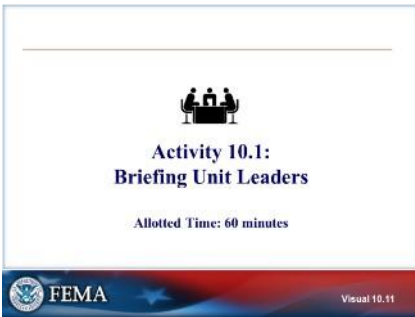 Activity 10.1:
Briefing Unit Leaders
Allotted Time: 60 minutes
FEMA
Visual 10.11